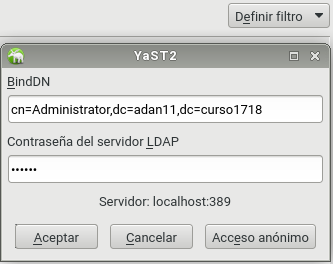 Definir filtro
YaST2
BindDN
cn=Administrator,dc=adan11,dc=curso1718
Contraseña del servidor LDAP
••••••
Servidor: localhost:389
Aceptar
Cancelar
Acceso anónimo